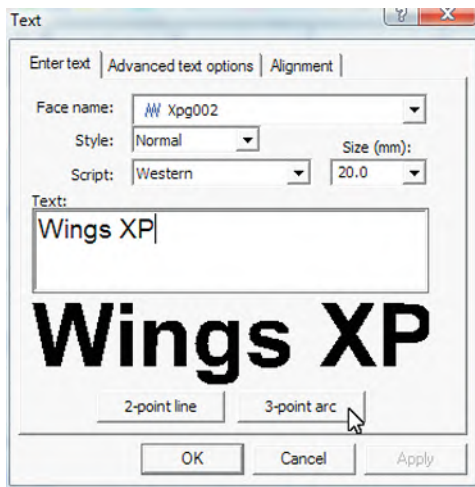 Text
Enter text Advanced text options Alignment
Face name: Xpg002
Style: Normal
Size (mm):
Script: Western 20.0
Text:
Wings XP
Wings XP
2-point line 3-point arc
OK Cancel Apply